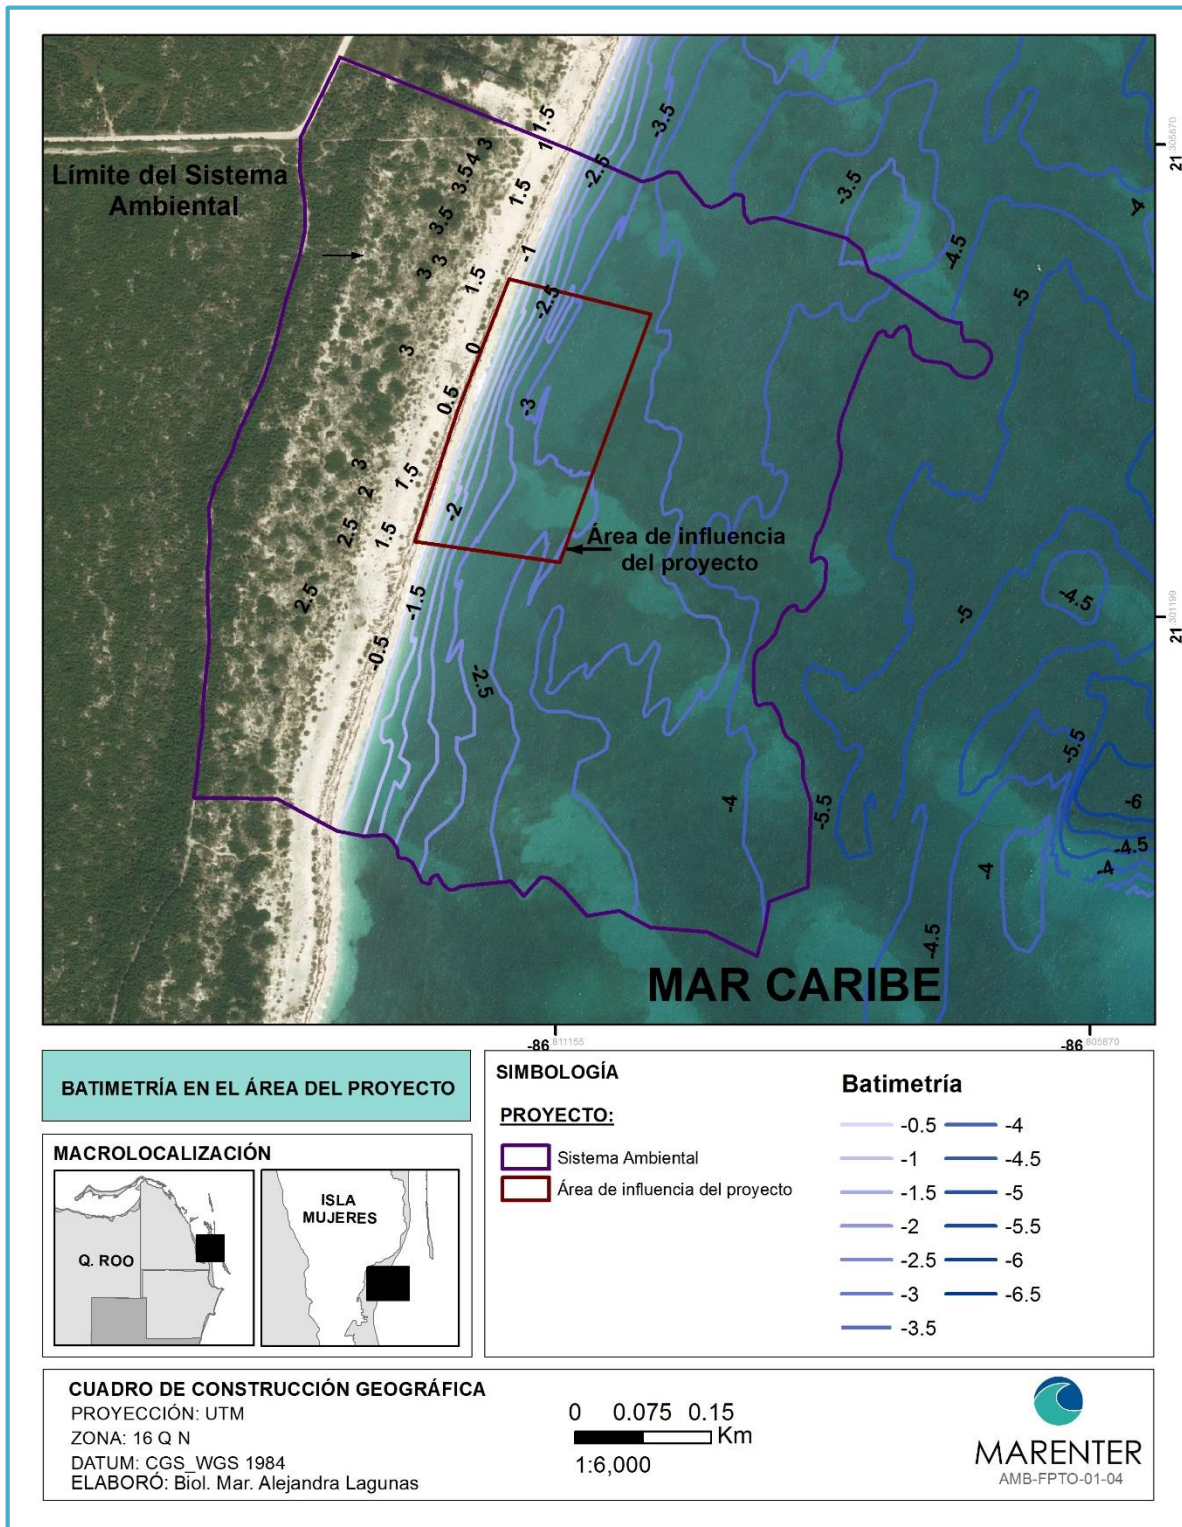 1.5
1
-3.5
-2.5
3
4
3.5
1.5
3.5
-3.5
-4
-4.5
-5
21.305870
Límite del Sistema
Ambiental
3
3
-1
1.5
-2.5
0
3
0.5
-3
3
2
1.5
-2
2.5
1.5
Área de influencia
del proyecto
2.5
-1.5
-0.5
-2.5
-5
-4.5
21.301199
-5.5
-6
-4
-5.5
-4.5
-4
-4
-4.5
MAR CARIBE
-86.811155
-86.805870
BATIMETRÍA EN EL ÁREA DEL PROYECTO
MACROLOCALIZACIÓN
Q. ROO
ISLA
MUJERES
SIMBOLOGÍA
PROYECTO:
Sistema Ambiental
Área de influencia del proyecto
Batimetría
-0.5
-1
-1.5
-2
-2.5
-3
-3.5
-4
-4.5
-5
-5.5
-6
-6.5
CUADRO DE CONSTRUCCIÓN GEOGRÁFICA
PROYECCIÓN: UTM
ZONA: 16 Q N
DATUM: CGS_WGS 1984
ELABORÓ: Biol. Mar. Alejandra Lagunas
0 0.075 0.15
Km
1:6,000
MARENTER
AMB-FPTO-01-04